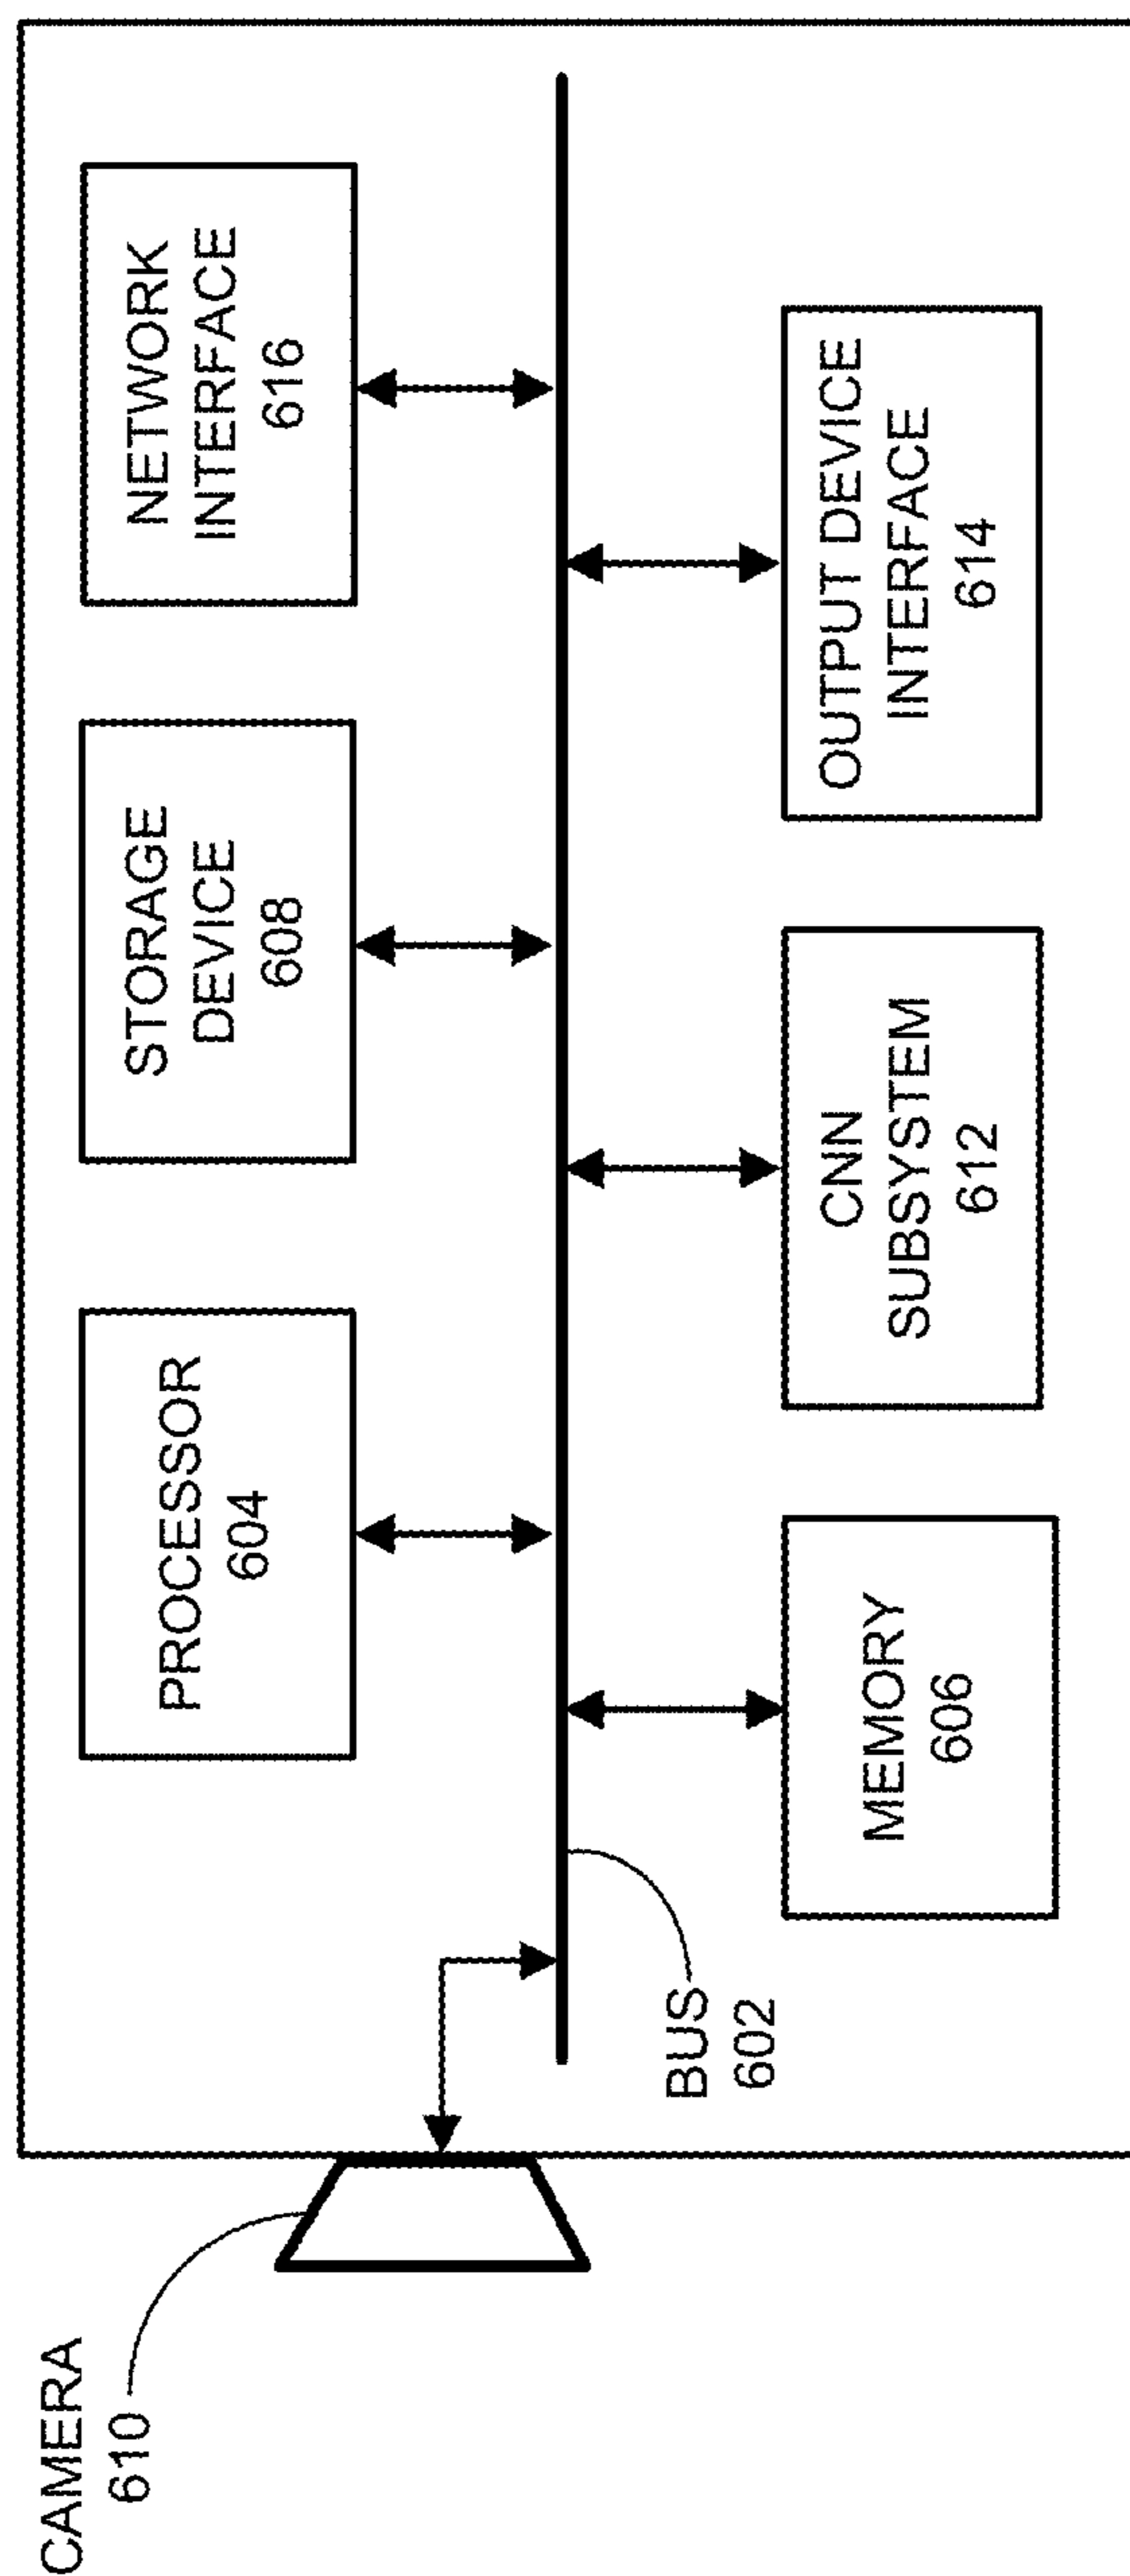 CAMERA
610
PROCESSOR
604
STORAGE
DEVICE
608
NETWORK
INTERFACE
616
BUS
602
MEMORY
606
CNN
SUBSYSTEM
612
OUTPUT DEVICE
INTERFACE
614